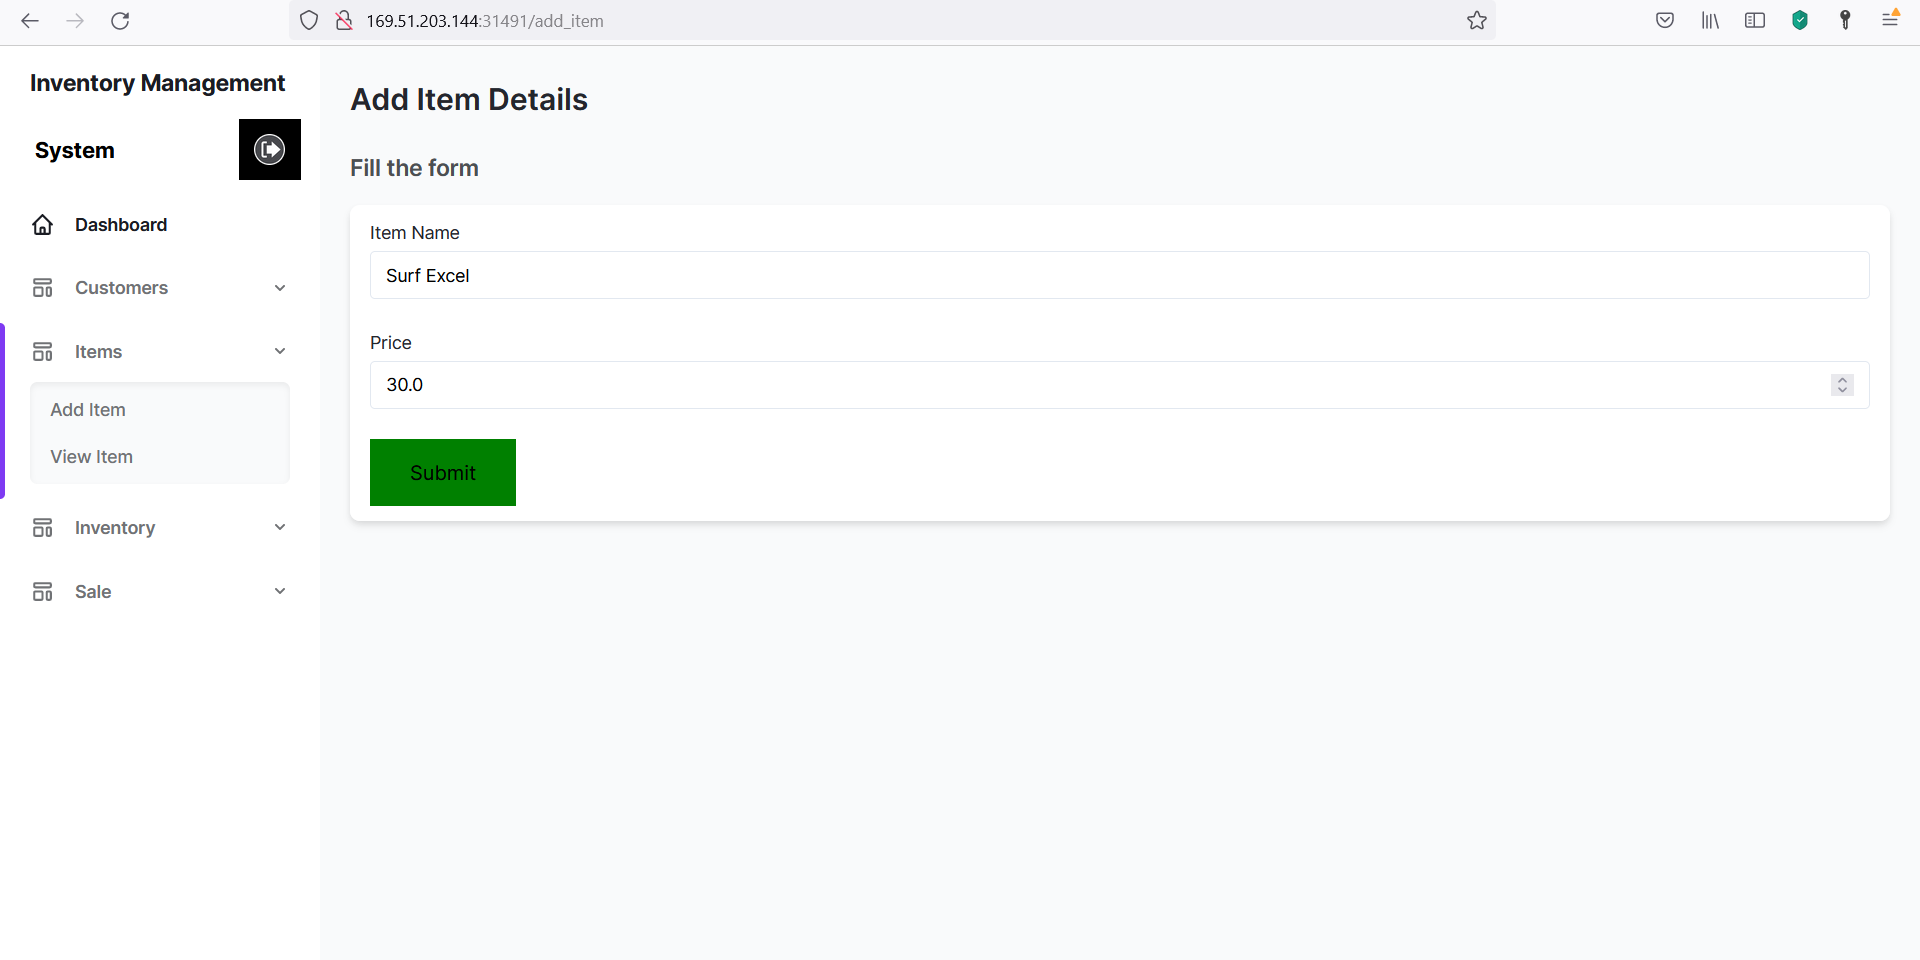 169.51.203.144:31491/add_item
Inventory Management
System
Dashboard
Customers
Items
Add Item
View Item
Inventory
Sale
Add Item Details
Fill the form
Item Name
Surf Excel
Price
30.0
Submit